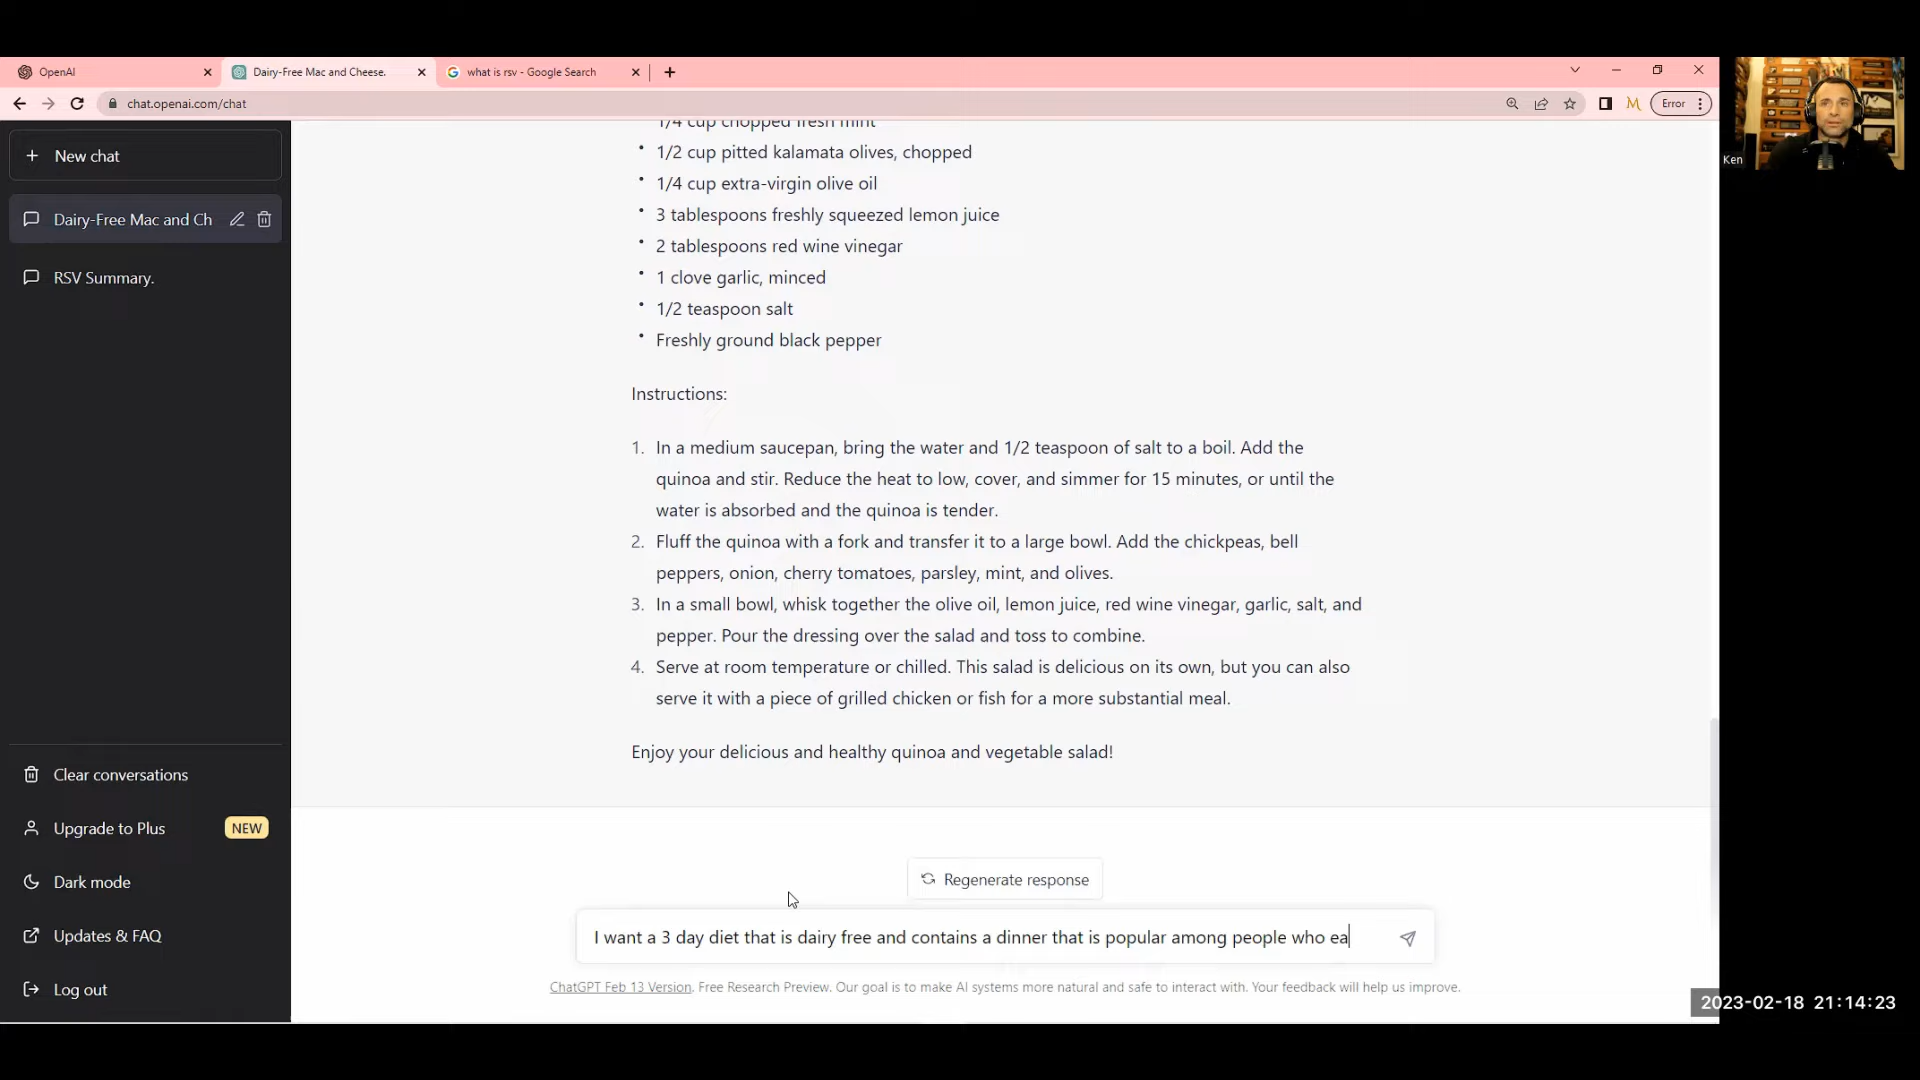 OpenAI
Dairy-Free Mac and Cheese.
what is rsv - Google Search
chat.openai.com/chat
Error
Ken
New chat
Dairy-Free Mac and Ch
RSV Summary.
Clear conversations
Upgrade to Plus
NEW
Dark mode
Updates & FAQ
Log out
1/4 cup chopped fresh mint
• 1/2 cup pitted kalamata olives, chopped
• 1/4 cup extra-virgin olive oil
• 3 tablespoons freshly squeezed lemon juice
• 2 tablespoons red wine vinegar
• 1 clove garlic, minced
• 1/2 teaspoon salt
• Freshly ground black pepper
Instructions:
1. In a medium saucepan, bring the water and 1/2 teaspoon of salt to a boil. Add the
quinoa and stir. Reduce the heat to low, cover, and simmer for 15 minutes, or until the
water is absorbed and the quinoa is tender.
2. Fluff the quinoa with a fork and transfer it to a large bowl. Add the chickpeas, bell
peppers, onion, cherry tomatoes, parsley, mint, and olives.
3. In a small bowl, whisk together the olive oil, lemon juice, red wine vinegar, garlic, salt, and
pepper. Pour the dressing over the salad and toss to combine.
4. Serve at room temperature or chilled. This salad is delicious on its own, but you can also
serve it with a piece of grilled chicken or fish for a more substantial meal.
Enjoy your delicious and healthy quinoa and vegetable salad!
Regenerate response
I want a 3 day diet that is dairy free and contains a dinner that is popular among people who ea
ChatGPT Feb 13 Version. Free Research Preview. Our goal is to make AI systems more natural and safe to interact with. Your feedback will help us improve.
2023-02-18 21:14:23